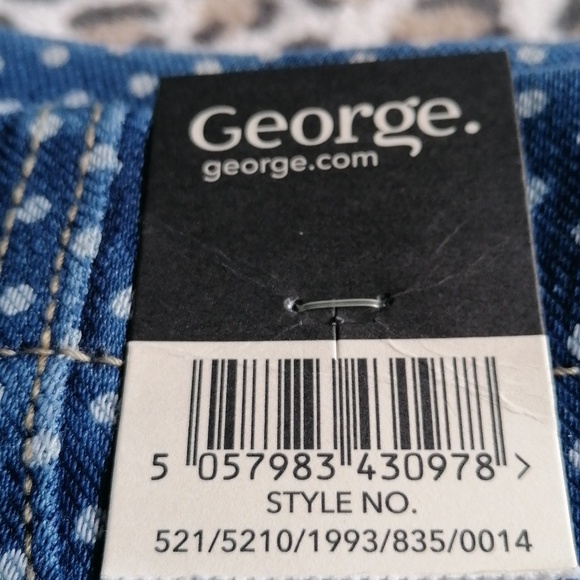 George.
george.com
5 057983 430978 >
STYLE NO.
521/5210/1993/835/0014